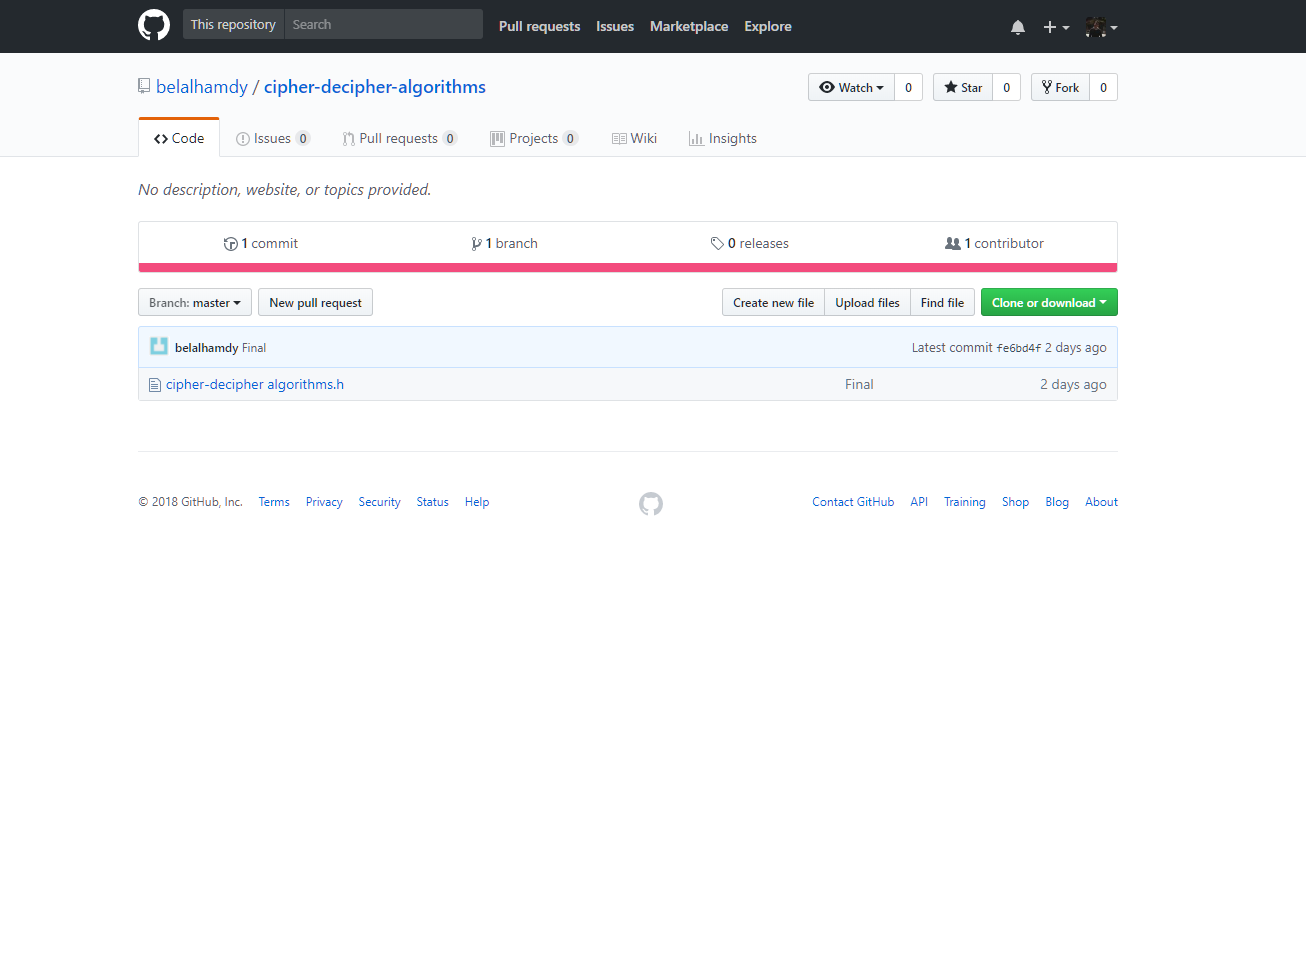 This repository Search Pull requests Issues Marketplace Explore
belalhamdy / cipher-decipher-algorithms Watch 0 Star 0 Fork 0
Code Issues 0 Pull requests 0 Projects 0 Wiki Insights
No description, website, or topics provided.
1 commit 1 branch 0 releases 1 contributor
Branch: master New pull request Create new file Upload files Find file Clone or download
belalhamdy Final Latest commit fe6bd4f 2 days ago
cipher-decipher algorithms.h Final 2 days ago
© 2018 GitHub, Inc. Terms Privacy Security Status Help Contact GitHub API Training Shop Blog About